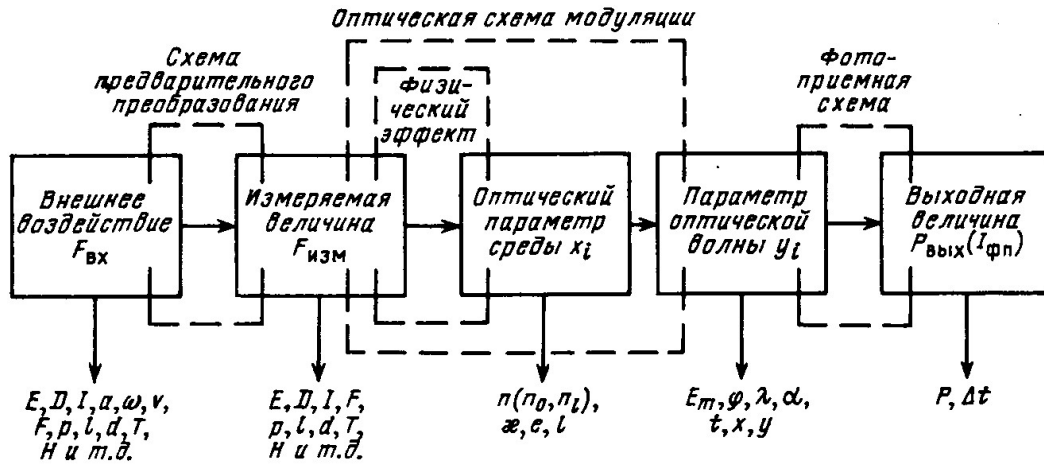 Оптическая схема модуляции
Схема
предварительного
преобразования
Физи-
ческий
эффект
Фото-
приемная
схема
Внешнее
воздействие
Fвх
Измеряемая
величина
Fизм
Оптический
параметр
среды xi
Параметр
оптической
волны yi
Выходная
величина
Pвых(Iфп)
E, D, I, a, ω, v,
F, p, l, d, T,
H и т.д.
E, D, I, F,
p, l, d, T,
H и т.д.
n(n0, nl),
æ, e, l
Em, φ, λ, α,
t, x, y
P, Δt